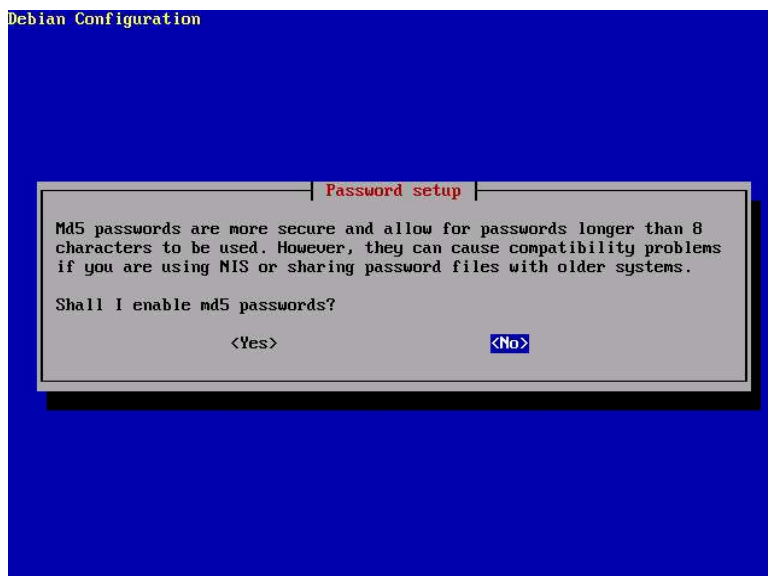 Debian Configuration
Password setup
Md5 passwords are more secure and allow for passwords longer than 8
characters to be used. However, they can cause compatibility problems
if you are using NIS or sharing password files with older systems.
Shall I enable md5 passwords?
<Yes> <No>